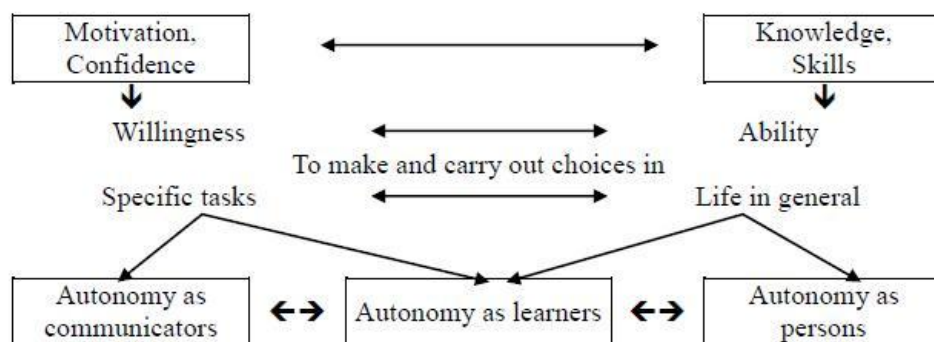 Motivation,
Confidence
Knowledge,
Skills
Willingness
Ability
To make and carry out choices in
Specific tasks
Life in general
Autonomy as
communicators
Autonomy as learners
Autonomy as
persons